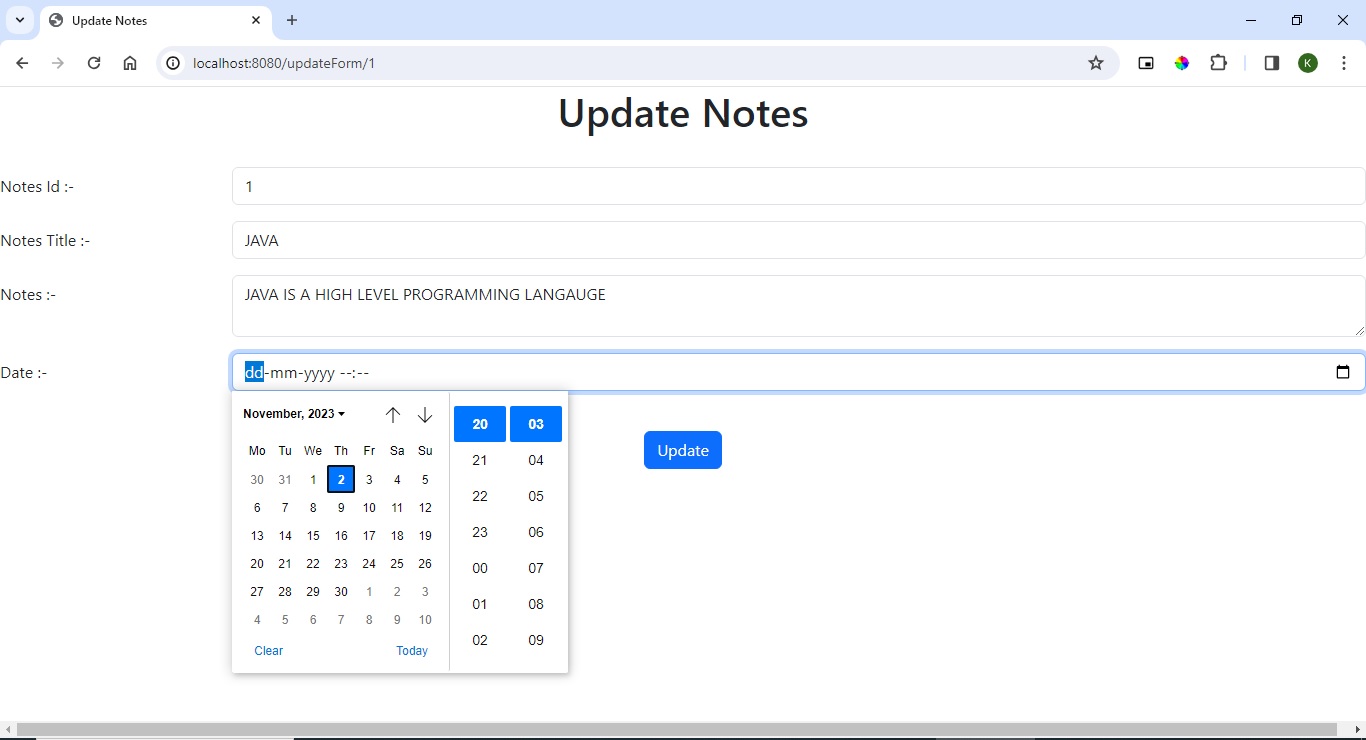 Update Notes
localhost:8080/updateForm/1
K
Update Notes
Notes Id :- 1
Notes Title :- JAVA
Notes :- JAVA IS A HIGH LEVEL PROGRAMMING LANGAUGE
Date :- dd-mm-yyyy --:--
November, 2023
Mo Tu We Th Fr Sa Su
30 31 1 2 3 4 5
6 7 8 9 10 11 12
13 14 15 16 17 18 19
20 21 22 23 24 25 26
27 28 29 30 1 2 3
4 5 6 7 8 9 10
Clear Today
20 03
21 04
22 05
23 06
00 07
01 08
02 09
Update